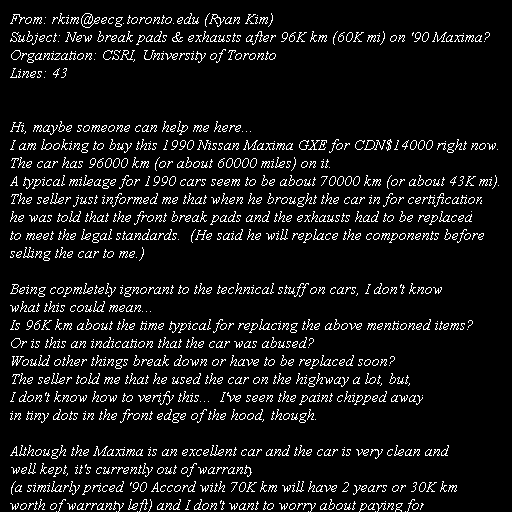 From: rkim@eecg.toronto.edu (Ryan Kim)
Subject: New break pads & exhausts after 96K km (60K mi) on '90 Maxima?
Organization: CSRI, University of Toronto
Lines: 43

Hi, maybe someone can help me here...
I am looking to buy this 1990 Nissan Maxima GXE for CDN$14000 right now.
The car has 96000 km (or about 60000 miles) on it.
A typical mileage for 1990 cars seem to be about 70000 km (or about 43K mi).
The seller just informed me that when he brought the car in for certification
he was told that the front break pads and the exhausts had to be replaced
to meet the legal standards.  (He said he will replace the components before
selling the car to me.)

Being copmletely ignorant to the technical stuff on cars, I don't know
what this could mean...
Is 96K km about the time typical for replacing the above mentioned items?
Or is this an indication that the car was abused?
Would other things break down or have to be replaced soon?
The seller told me that he used the car on the highway a lot, but,
I don't know how to verify this...  I've seen the paint chipped away
in tiny dots in the front edge of the hood, though.

Although the Maxima is an excellent car and the car is very clean and
well kept, it's currently out of warranty
(a similarly priced '90 Accord with 70K km will have 2 years or 30K km
worth of warranty left) and I don't want to worry about paying for